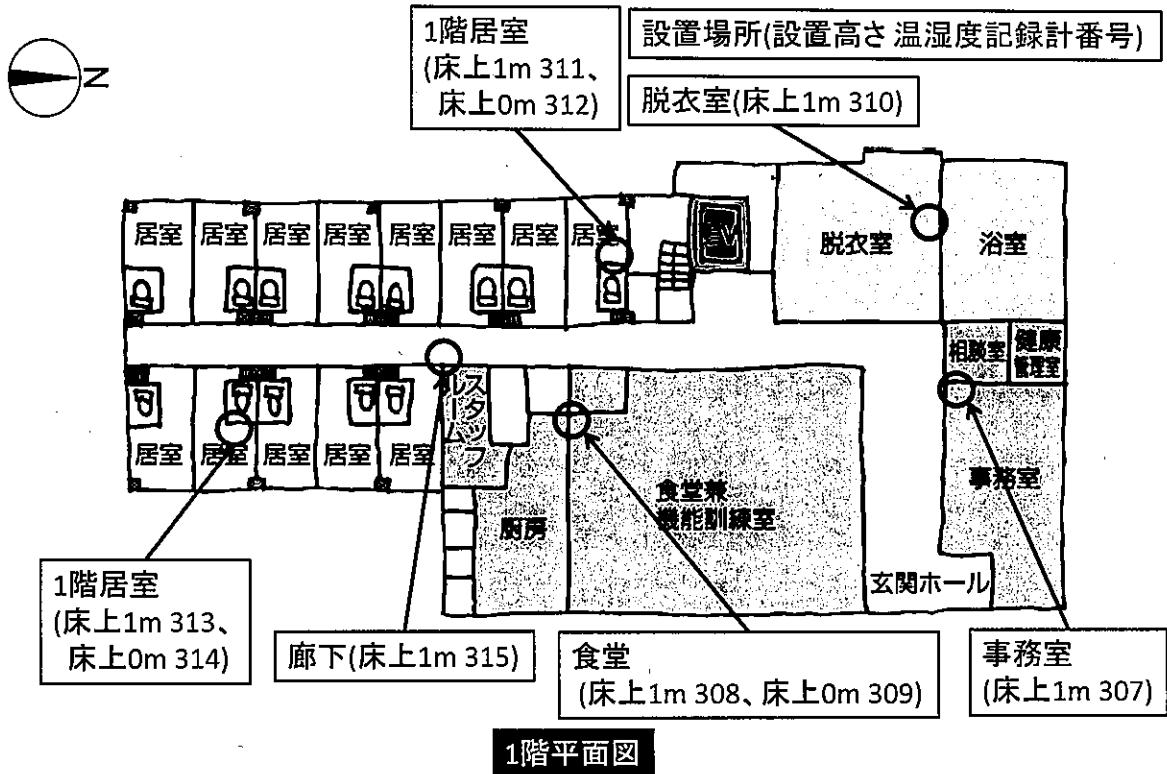 1階居室
(床上1m 311、
床上0m 312)
設置場所(設置高さ 温湿度記録計番号)
脱衣室(床上1m 310)
N
居室 居室 居室 居室 居室 居室 居室 居室
EV
脱衣室
浴室
相談室
健康
管理室
スタッフ
ルーム
居室 居室 居室 居室 居室
厨房
食堂兼
機能訓練室
事務室
玄関ホール
1階居室
(床上1m 313、
床上0m 314)
廊下(床上1m 315)
食堂
(床上1m 308、床上0m 309)
事務室
(床上1m 307)
1階平面図